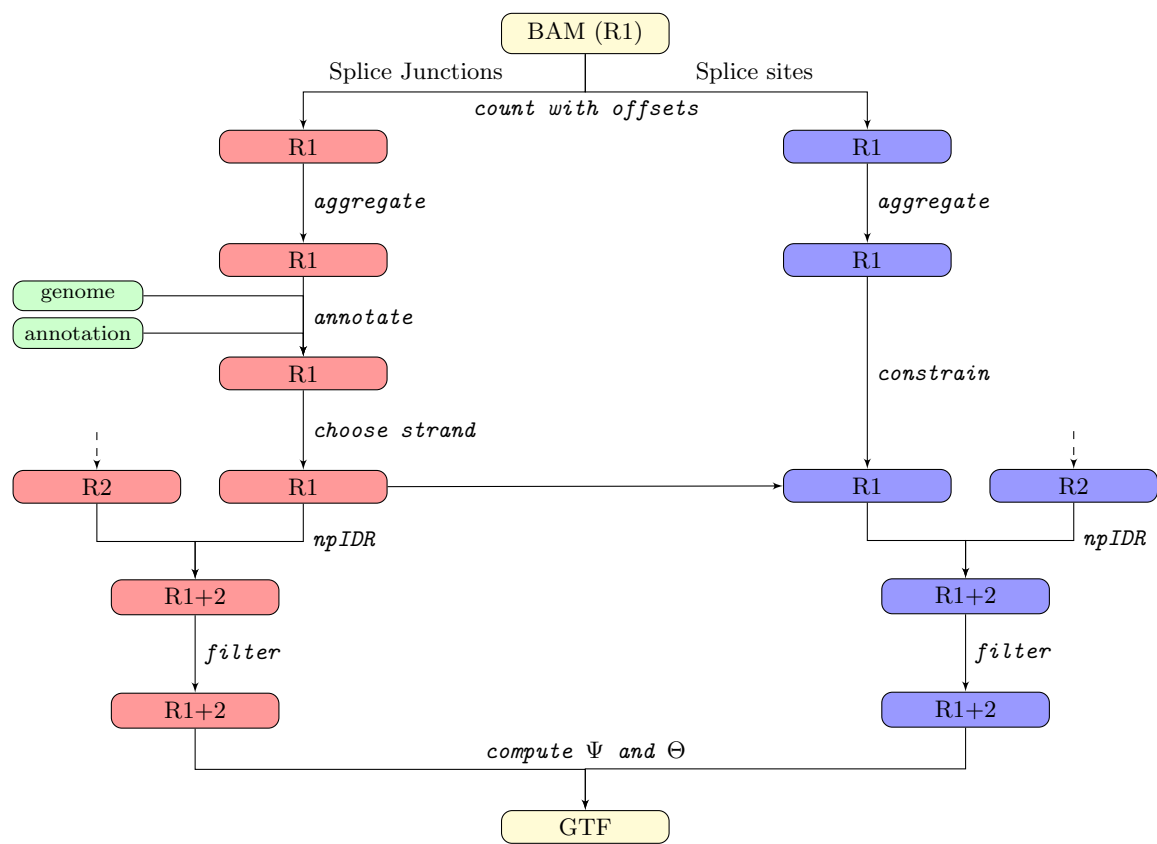 BAM (R1)
Splice Junctions
Splice sites
count with offsets
R1
R1
aggregate
aggregate
R1
R1
genome
annotate
annotation
R1
constrain
choose strand
R2
R1
R1
R2
npIDR
npIDR
R1+2
R1+2
filter
filter
R1+2
R1+2
compute Ψ and Θ
GTF